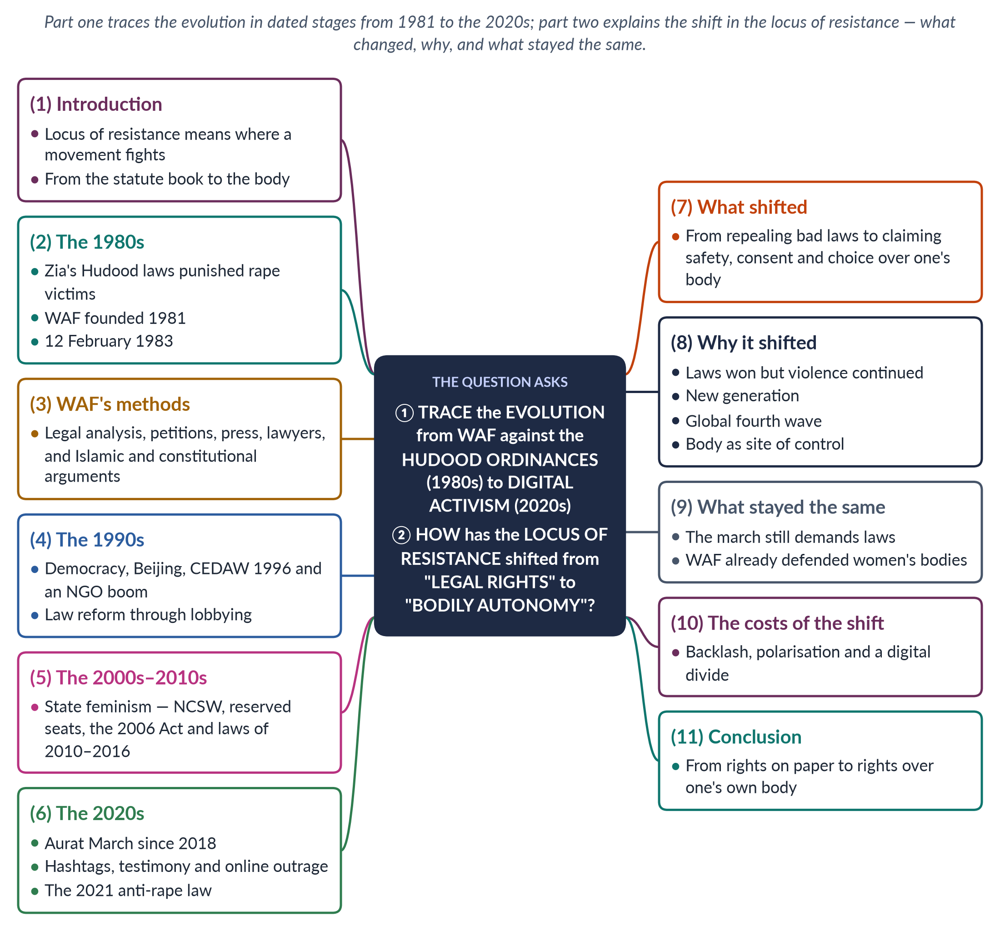 Part one traces the evolution in dated stages from 1981 to the 2020s; part two explains the shift in the locus of resistance — what
changed, why, and what stayed the same.
(1) Introduction
• Locus of resistance means where a
movement fights
• From the statute book to the body
(2) The 1980s
• Zia's Hudood laws punished rape
victims
• WAF founded 1981
• 12 February 1983
(3) WAF's methods
• Legal analysis, petitions, press, lawyers,
and Islamic and constitutional
arguments
(4) The 1990s
• Democracy, Beijing, CEDAW 1996 and
an NGO boom
• Law reform through lobbying
(5) The 2000s–2010s
• State feminism — NCSW, reserved
seats, the 2006 Act and laws of
2010–2016
(6) The 2020s
• Aurat March since 2018
• Hashtags, testimony and online outrage
• The 2021 anti-rape law
THE QUESTION ASKS
① TRACE the EVOLUTION
from WAF against the
HUDOOD ORDINANCES
(1980s) to DIGITAL
ACTIVISM (2020s)
② HOW has the LOCUS OF
RESISTANCE shifted from
"LEGAL RIGHTS" to
"BODILY AUTONOMY"?
(7) What shifted
• From repealing bad laws to claiming
safety, consent and choice over one's
body
(8) Why it shifted
• Laws won but violence continued
• New generation
• Global fourth wave
• Body as site of control
(9) What stayed the same
• The march still demands laws
• WAF already defended women's bodies
(10) The costs of the shift
• Backlash, polarisation and a digital
divide
(11) Conclusion
• From rights on paper to rights over
one's own body